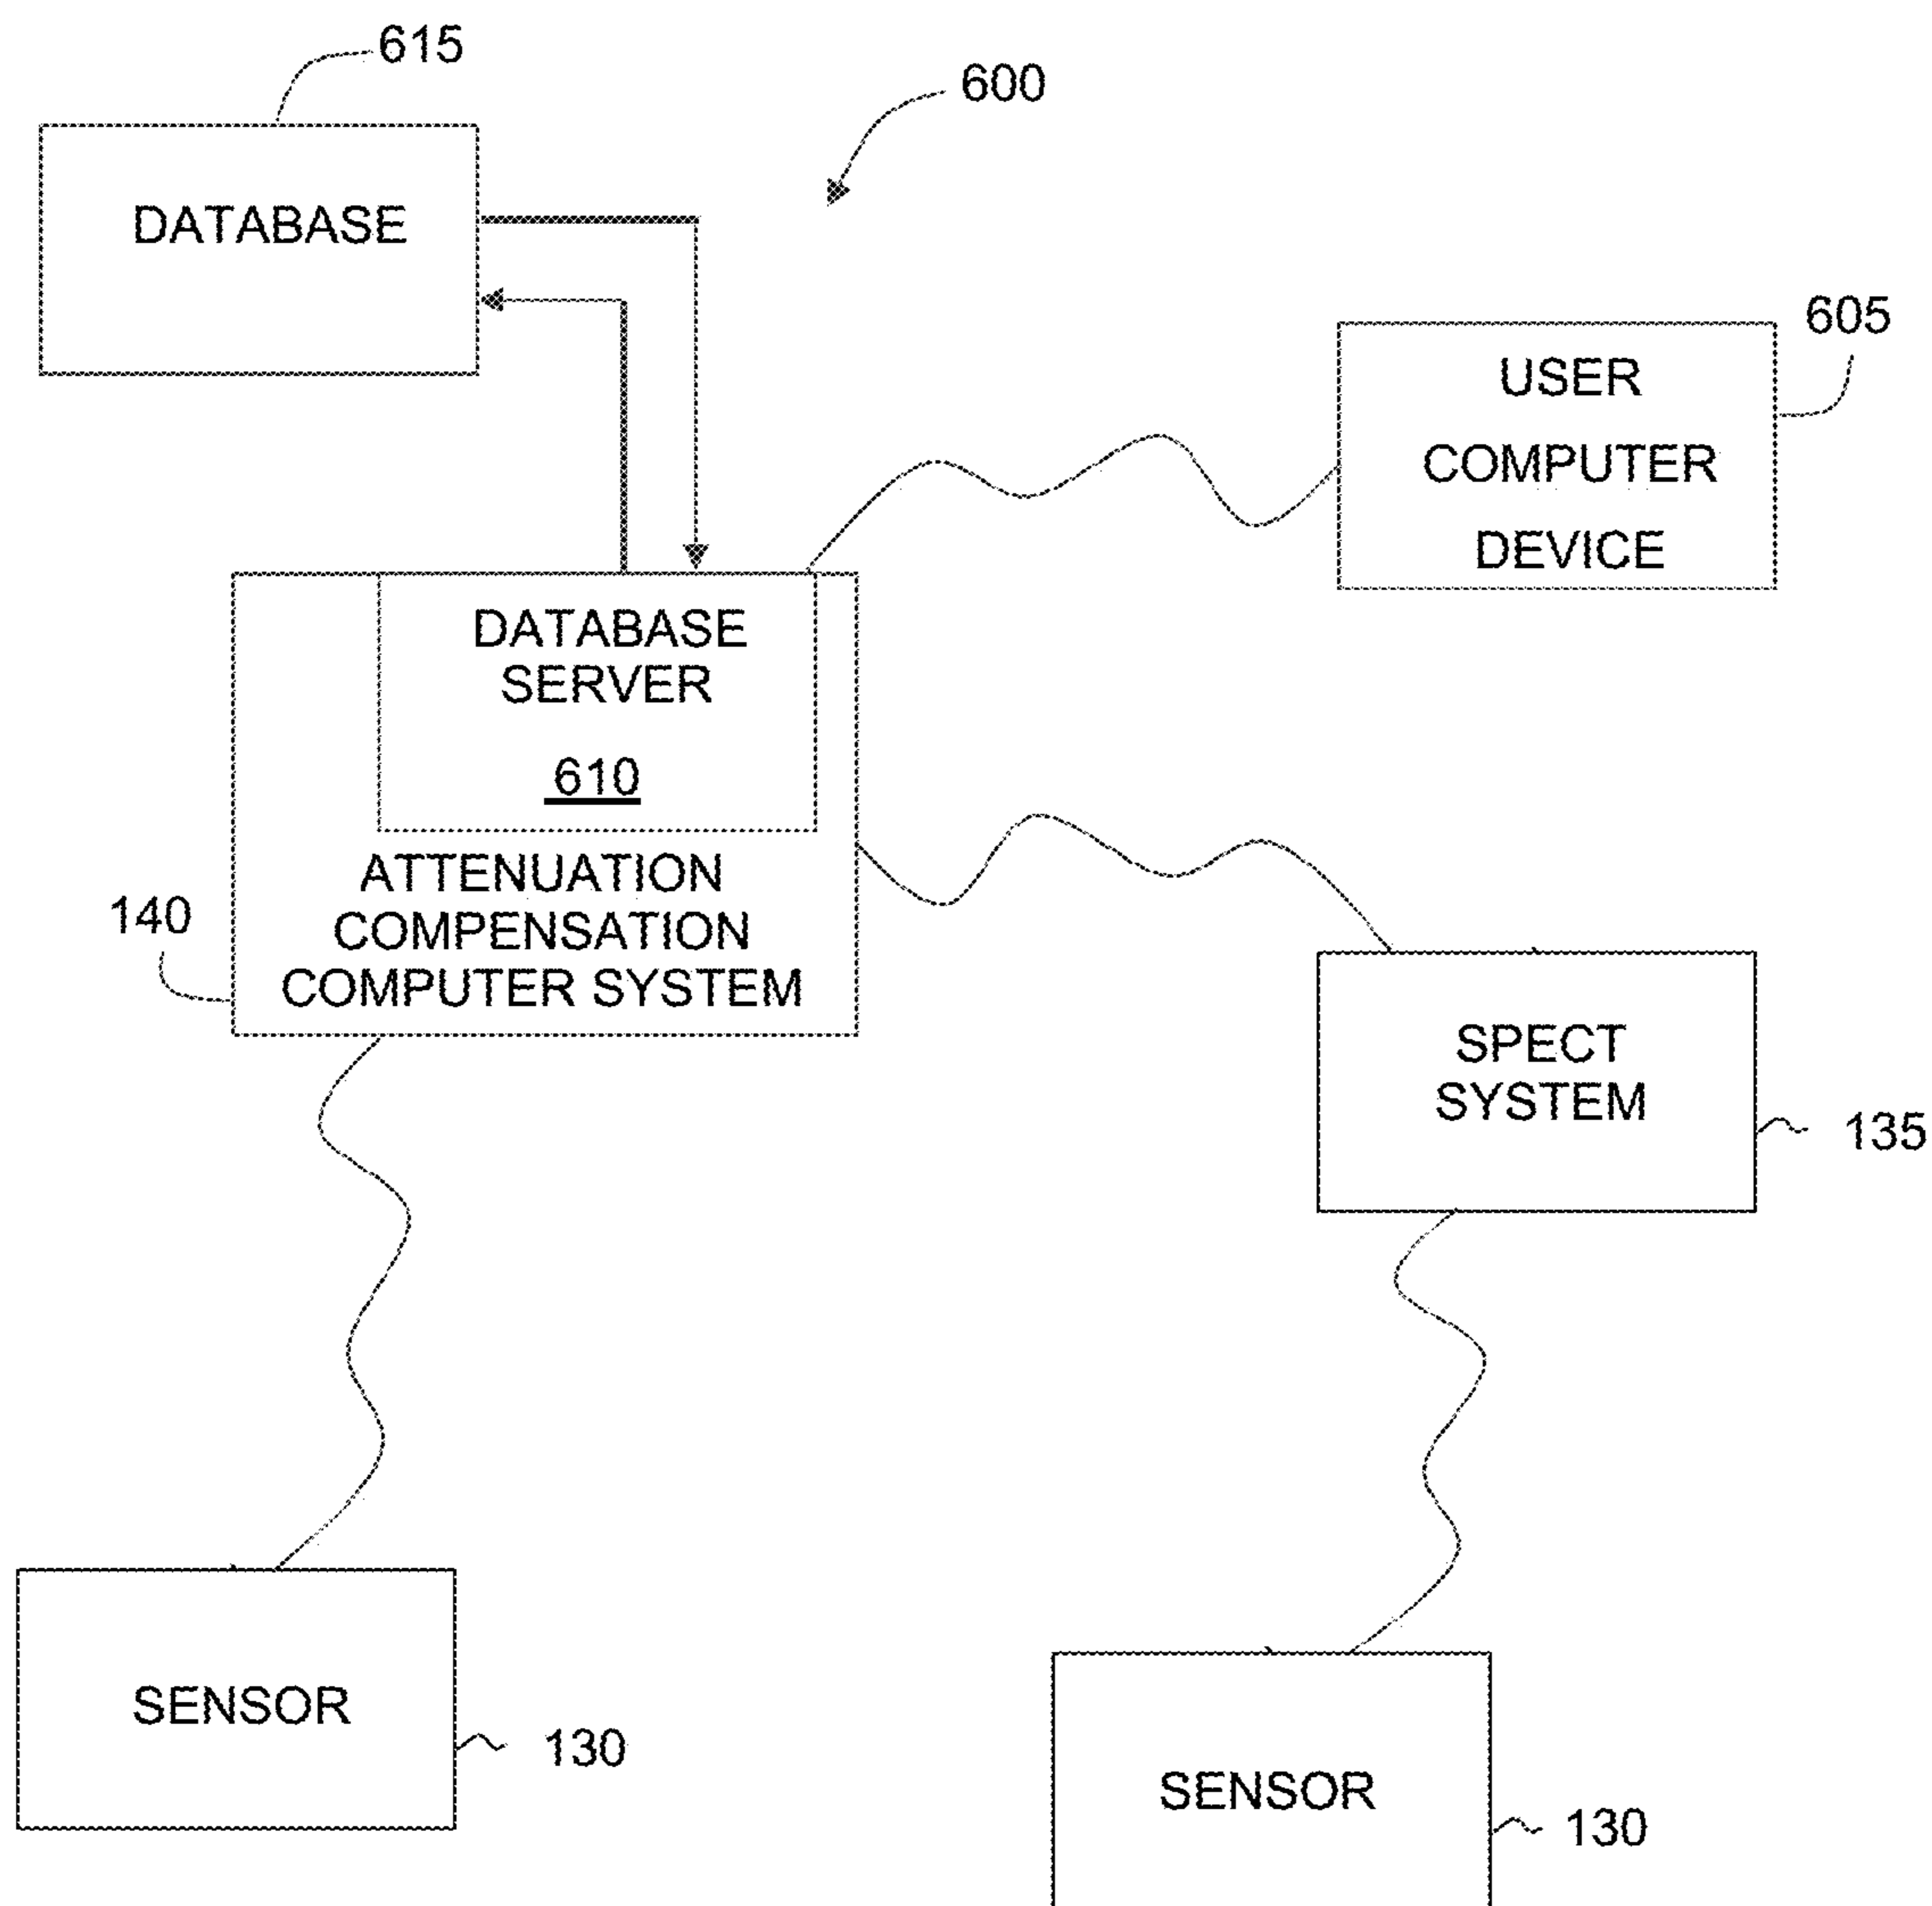 615
600
DATABASE
605
USER
COMPUTER
DEVICE
DATABASE
SERVER
610
ATTENUATION
COMPENSATION
COMPUTER SYSTEM
140
SPECT
SYSTEM
135
SENSOR
130
SENSOR
130